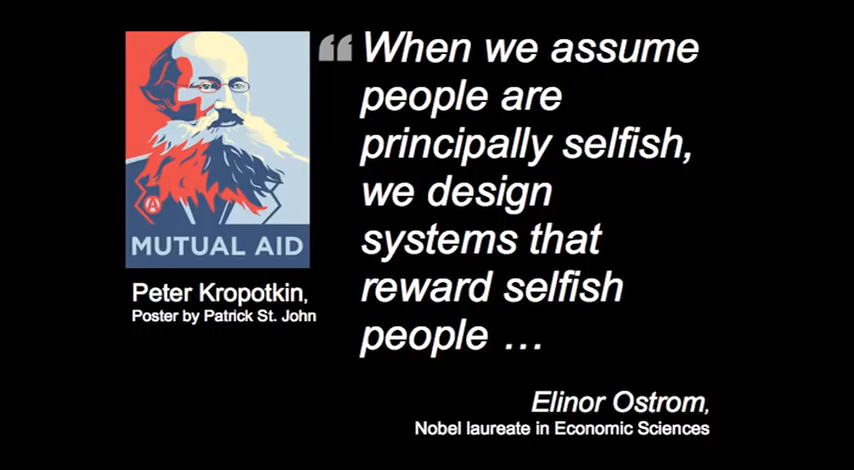 MUTUAL AID
Peter Kropotkin,
Poster by Patrick St. John
“ When we assume
people are
principally selfish,
we design
systems that
reward selfish
people …
Elinor Ostrom,
Nobel laureate in Economic Sciences